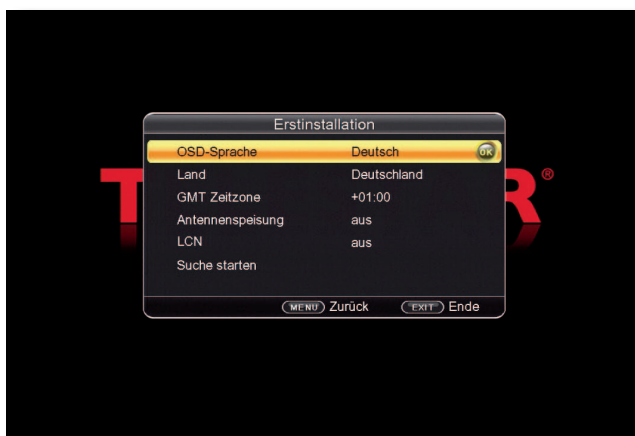 Erstinstallation
OSD-Sprache Deutsch OK
Land Deutschland
GMT Zeitzone +01:00
Antennenspeisung aus
LCN aus
Suche starten
MENU Zurück EXIT Ende
T R®